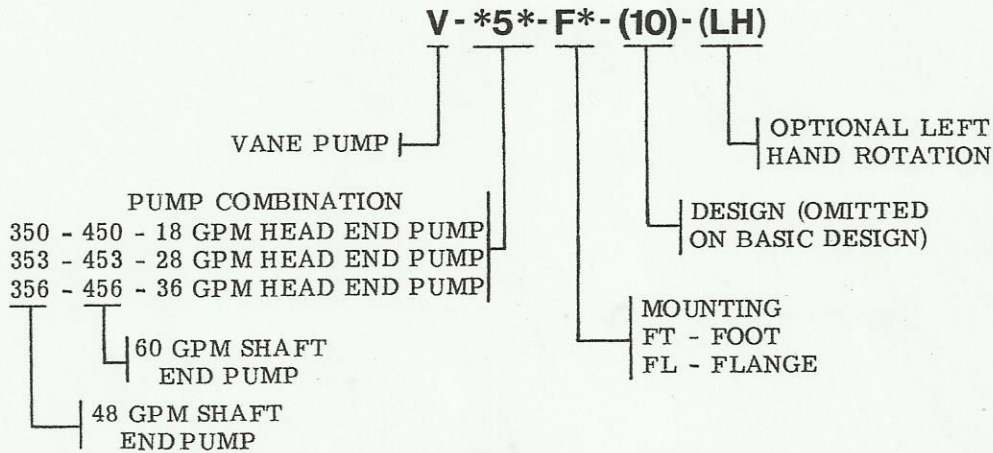 V - *5* - F* - (10) - (LH)
VANE PUMP
OPTIONAL LEFT
HAND ROTATION
PUMP COMBINATION
350 - 450 - 18 GPM HEAD END PUMP
353 - 453 - 28 GPM HEAD END PUMP
356 - 456 - 36 GPM HEAD END PUMP
DESIGN (OMITTED
ON BASIC DESIGN)
MOUNTING
FT - FOOT
FL - FLANGE
60 GPM SHAFT
END PUMP
48 GPM SHAFT
END PUMP